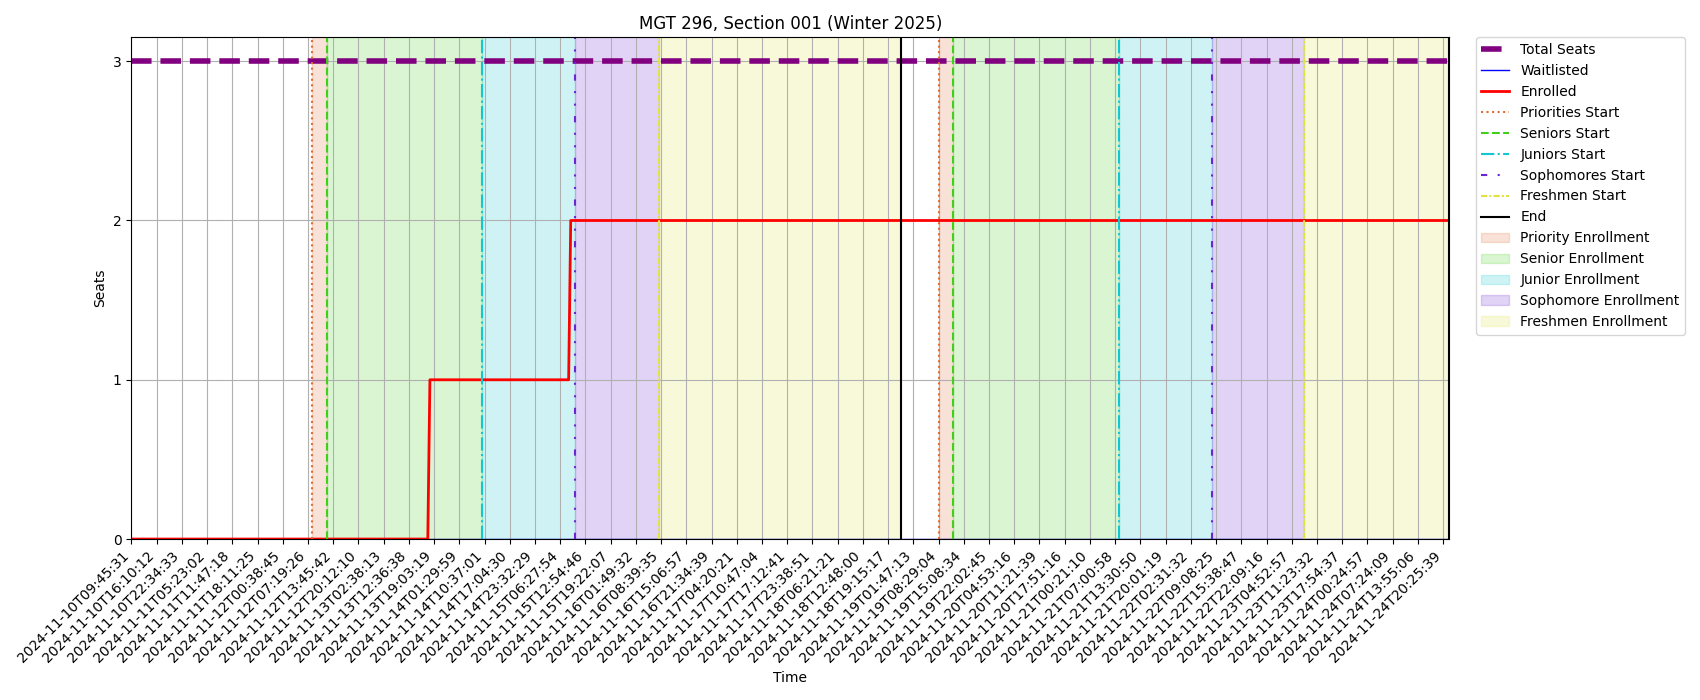 MGT 296, Section 001 (Winter 2025)
3
2
1
0
Seats
2024-11-10T09:45:31
2024-11-10T16:10:12
2024-11-10T22:34:33
2024-11-11T05:23:02
2024-11-11T11:47:18
2024-11-11T18:11:25
2024-11-12T00:38:45
2024-11-12T07:19:26
2024-11-12T13:45:42
2024-11-12T20:12:10
2024-11-13T02:38:13
2024-11-13T12:36:38
2024-11-13T19:03:19
2024-11-14T01:29:59
2024-11-14T10:37:01
2024-11-14T17:04:30
2024-11-14T23:32:29
2024-11-15T06:27:54
2024-11-15T12:54:46
2024-11-15T19:22:07
2024-11-16T01:49:32
2024-11-16T08:39:35
2024-11-16T15:06:57
2024-11-16T21:34:39
2024-11-17T04:20:21
2024-11-17T10:47:04
2024-11-17T17:12:41
2024-11-17T23:38:51
2024-11-18T06:21:21
2024-11-18T12:48:00
2024-11-18T19:15:17
2024-11-19T01:47:13
2024-11-19T08:29:04
2024-11-19T15:08:34
2024-11-19T22:02:45
2024-11-20T04:53:16
2024-11-20T11:21:39
2024-11-20T17:51:16
2024-11-21T00:21:10
2024-11-21T07:00:58
2024-11-21T13:30:50
2024-11-21T20:01:19
2024-11-22T02:31:32
2024-11-22T09:08:25
2024-11-22T15:38:47
2024-11-22T22:09:16
2024-11-23T04:52:57
2024-11-23T11:23:32
2024-11-23T17:54:37
2024-11-24T00:24:57
2024-11-24T07:24:09
2024-11-24T13:55:06
2024-11-24T20:25:39
Time
Total Seats
Waitlisted
Enrolled
Priorities Start
Seniors Start
Juniors Start
Sophomores Start
Freshmen Start
End
Priority Enrollment
Senior Enrollment
Junior Enrollment
Sophomore Enrollment
Freshmen Enrollment